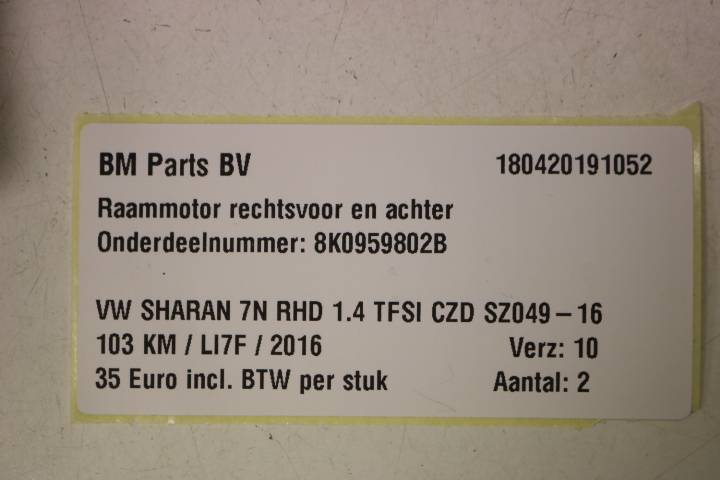 BM Parts BV 180420191052
Raammotor rechtsvoor en achter
Onderdeelnummer: 8K0959802B
VW SHARAN 7N RHD 1.4 TFSI CZD SZ049-16
103 KM / LI7F / 2016 Verz: 10
35 Euro incl. BTW per stuk Aantal: 2